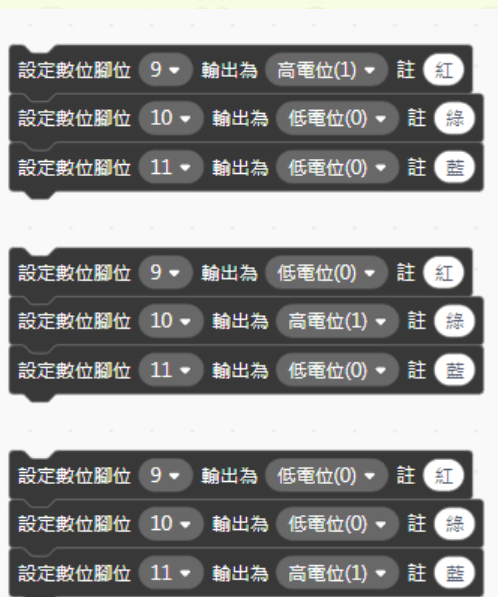 設定數位腳位 9 輸出為 高電位(1) 註 紅
設定數位腳位 10 輸出為 低電位(0) 註 綠
設定數位腳位 11 輸出為 低電位(0) 註 藍
設定數位腳位 9 輸出為 低電位(0) 註 紅
設定數位腳位 10 輸出為 高電位(1) 註 綠
設定數位腳位 11 輸出為 低電位(0) 註 藍
設定數位腳位 9 輸出為 低電位(0) 註 紅
設定數位腳位 10 輸出為 低電位(0) 註 綠
設定數位腳位 11 輸出為 高電位(1) 註 藍